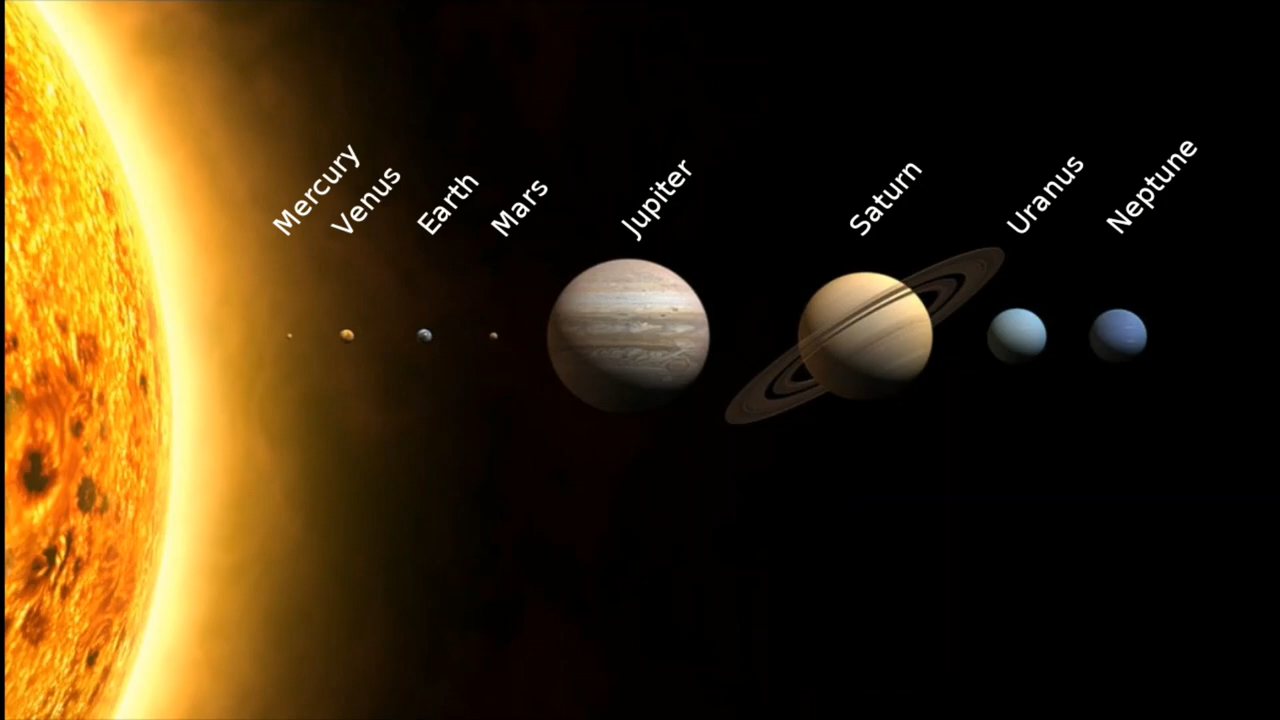 Mercury
Venus
Earth
Mars
Jupiter
Saturn
Uranus
Neptune